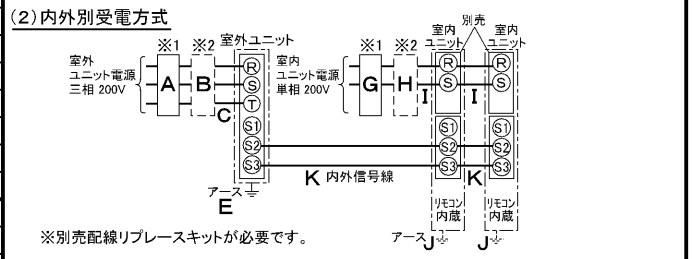 (2)内外別受電方式
※1 ※2 室外ユニット
室外
ユニット電源
三相 200V
A B C
R
S
T
S1
S2
S3
アース
E
※1 ※2
室内
ユニット電源
単相 200V
G H I I
別売
室内
ユニット
室内
ユニット
R R
S S
S1 S1
S2 S2
S3 S3
K 内外信号線 K
リモコン
内蔵
リモコン
内蔵
アース J J
※別売配線リプレースキットが必要です。